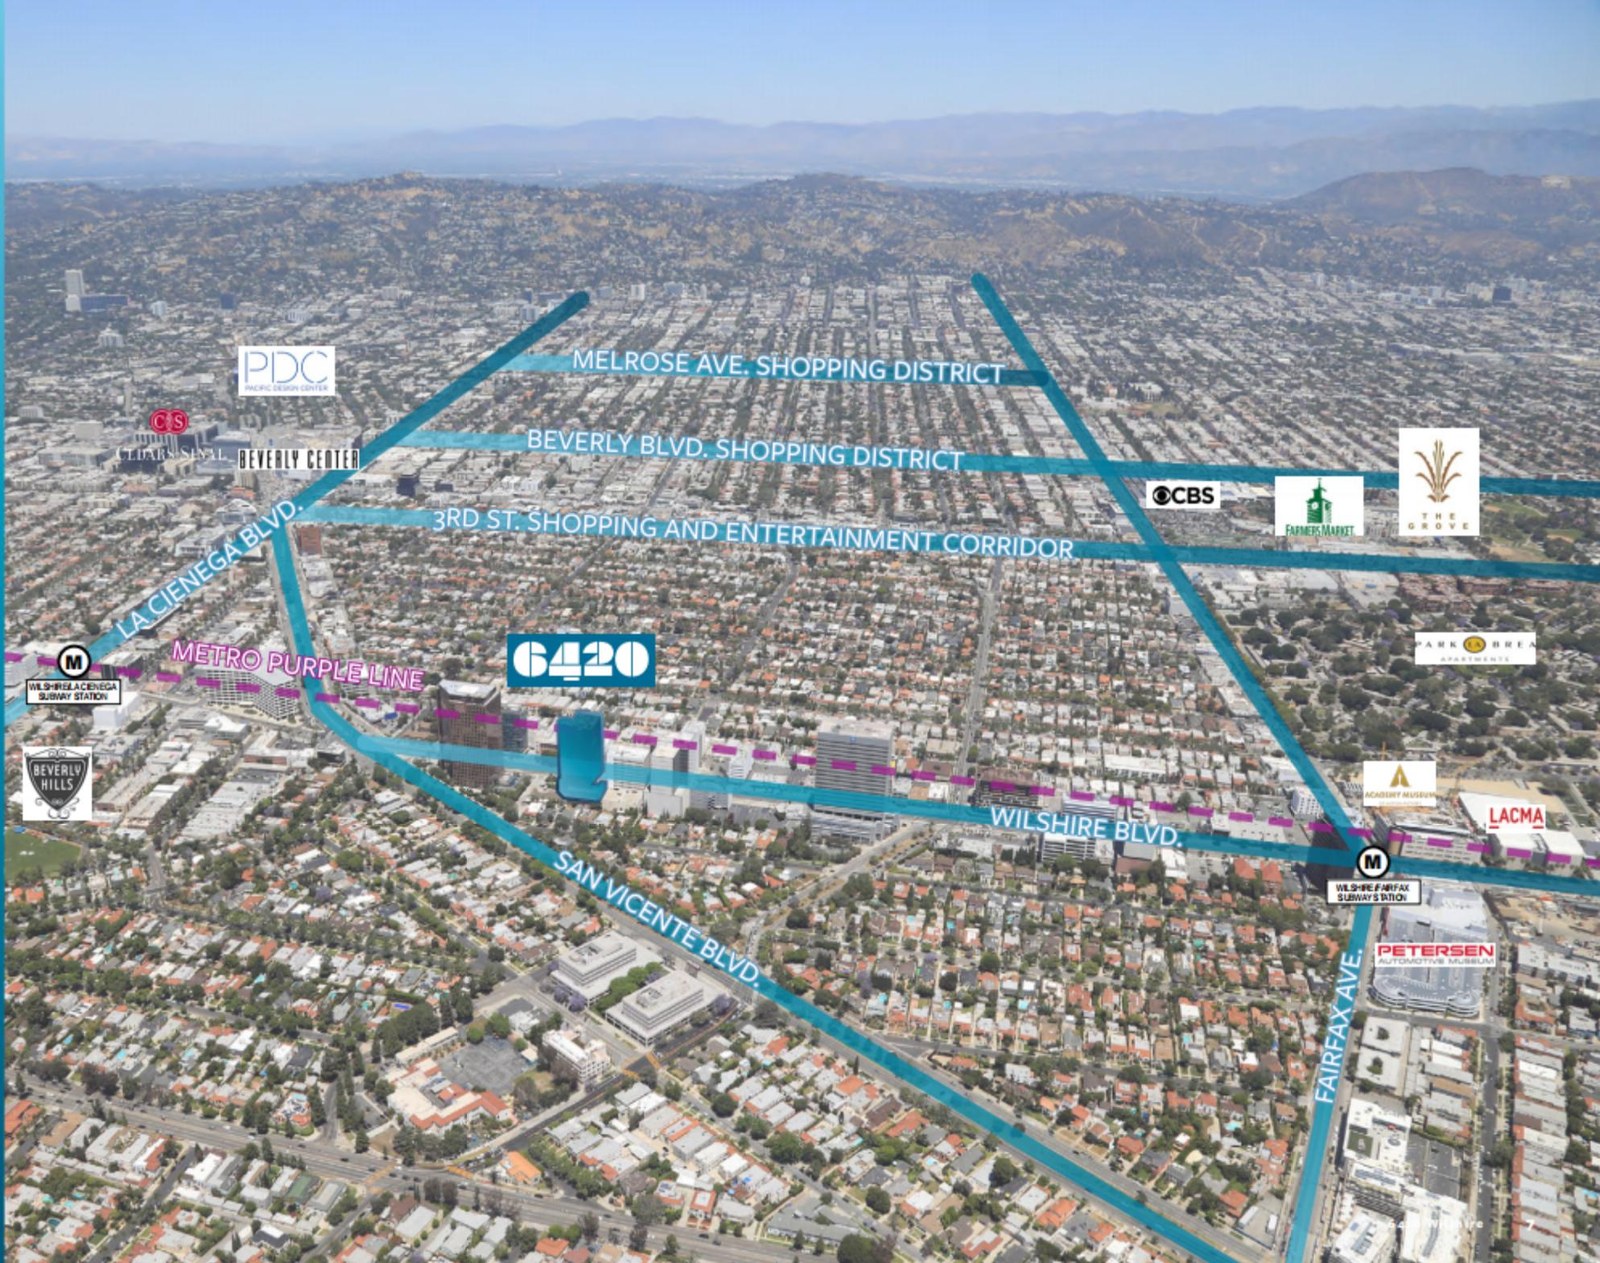 MELROSE AVE. SHOPPING DISTRICT
PDC
PACIFIC DESIGN CENTER
CS
CEDARS-SINAI
BEVERLY CENTER
BEVERLY BLVD. SHOPPING DISTRICT
CBS
FARMERS MARKET
THE
GROVE
3RD ST. SHOPPING AND ENTERTAINMENT CORRIDOR
LA CIENEGA BLVD.
M
WILSHIRE/LA CIENEGA
SUBWAY STATION
METRO PURPLE LINE
6420
PARK LA BREA
APARTMENTS
BEVERLY
HILLS
ACADEMY MUSEUM
LACMA
WILSHIRE BLVD.
M
WILSHIRE/FAIRFAX
SUBWAY STATION
SAN VICENTE BLVD.
PETERSEN
AUTOMOTIVE MUSEUM
FAIRFAX AVE.
6420 Wilshire
7